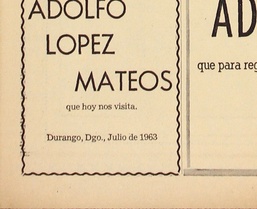 ADOLFO
LOPEZ
MATEOS
que hoy nos visita.
Durango, Dgo., Julio de 1963
AD
que para reg